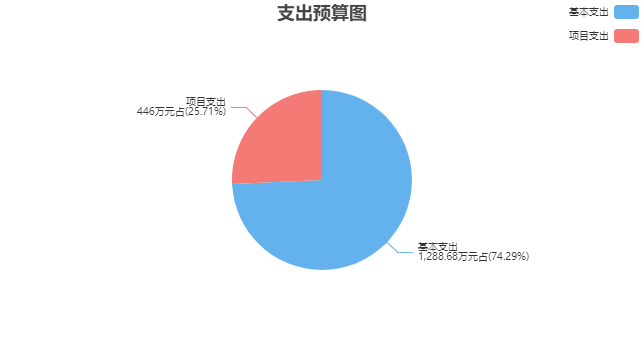 支出预算图
基本支出
项目支出
项目支出
446万元占(25.71%)
基本支出
1,288.68万元占(74.29%)